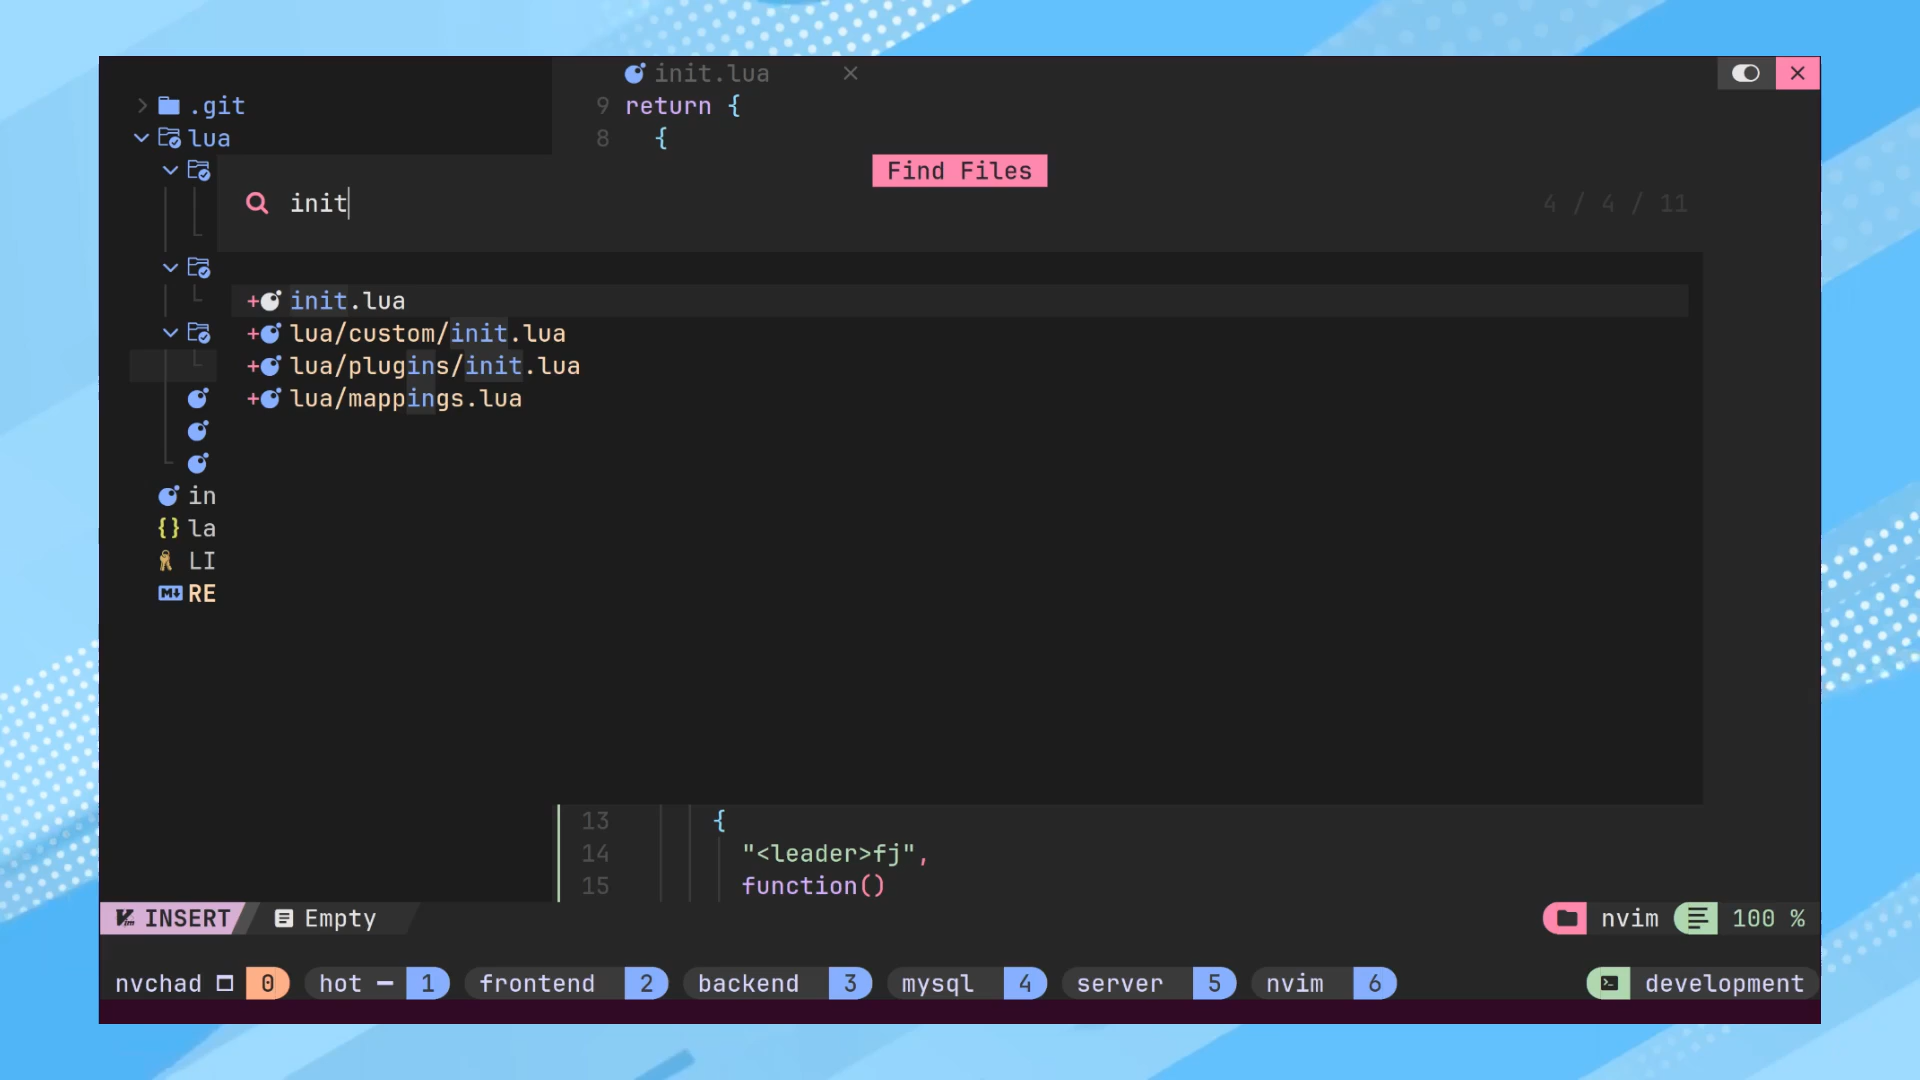 init.lua ×
.git
9 return {
lua
8 {
Find Files
init
4 / 4 / 11
+ init.lua
+ lua/custom/init.lua
+ lua/plugins/init.lua
+ lua/mappings.lua
in
{} la
LI
M↓ RE
13 {
14 "<leader>fj",
15 function()
INSERT Empty
nvim 100 %
nvchad 0 hot 1 frontend 2 backend 3 mysql 4 server 5 nvim 6 development